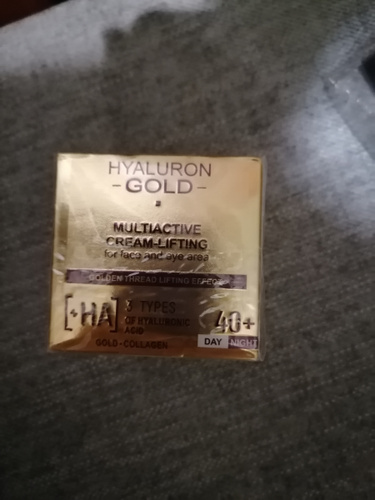 HYALURON
-GOLD-
MULTIACTIVE
CREAM-LIFTING
for face and eye area
GOLDEN THREAD LIFTING EFFECT
[+HA] 3 TYPES
OF HYALURONIC
ACID
40+
GOLD-COLLAGEN
DAY-NIGHT